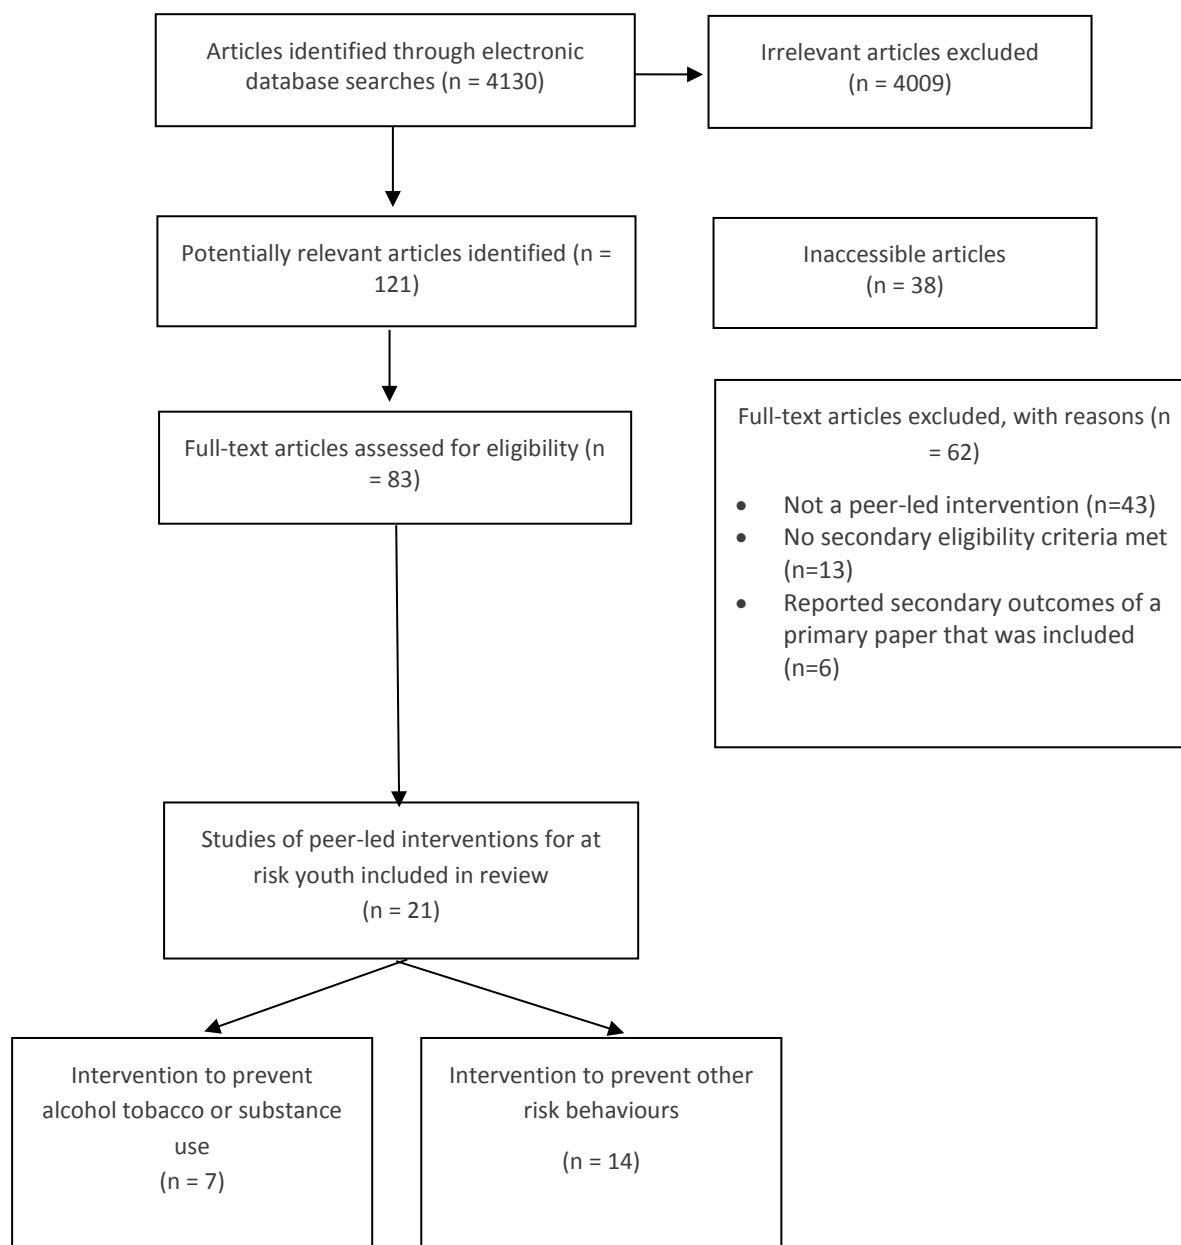 Articles identified through electronic
database searches (n = 4130)
Irrelevant articles excluded
(n = 4009)
Potentially relevant articles identified (n =
121)
Inaccessible articles
(n = 38)
Full-text articles assessed for eligibility (n
= 83)
Full-text articles excluded, with reasons (n
= 62)
• Not a peer-led intervention (n=43)
• No secondary eligibility criteria met
(n=13)
• Reported secondary outcomes of a
primary paper that was included
(n=6)
Studies of peer-led interventions for at
risk youth included in review
(n = 21)
Intervention to prevent
alcohol tobacco or substance
use
(n = 7)
Intervention to prevent other
risk behaviours
(n = 14)